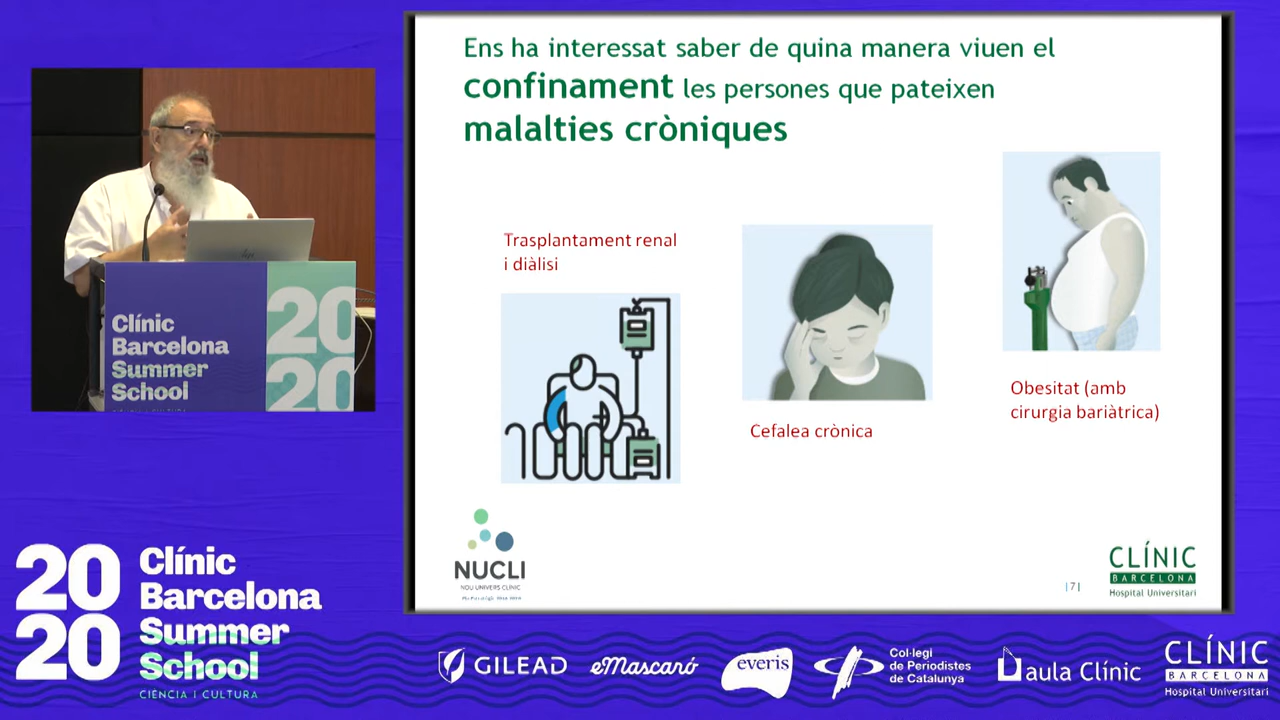 Ens ha interessat saber de quina manera viuen el
confinament les persones que pateixen
malalties cròniques
Trasplantament renal
i diàlisi
Cefalea crònica
Obesitat (amb
cirurgia bariàtrica)
NUCLI
NOU UNIVERS CLÍNIC
|7|
CLÍNIC
BARCELONA
Hospital Universitari
Clínic
Barcelona
Summer
School
20
20
20
20
Clínic
Barcelona
Summer
School
CIÈNCIA I CULTURA
GILEAD
eMascaró
everis
Col·legi
de Periodistes
de Catalunya
aula Clínic
CLÍNIC
BARCELONA
Hospital Universitari